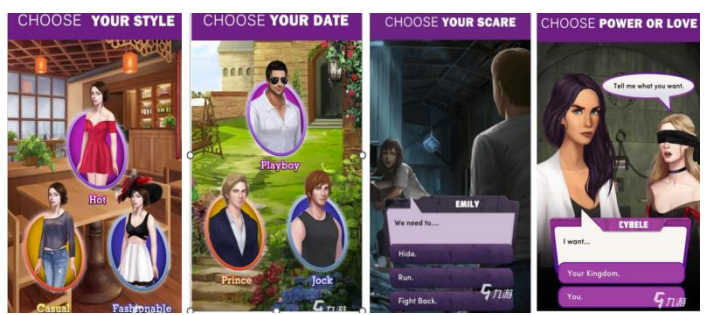 CHOOSE YOUR STYLE
Hot
Casual
Fashionable
CHOOSE YOUR DATE
Playboy
Prince
Jock
九游
CHOOSE YOUR SCARE
EMILY
We need to....
Hide.
Run.
Fight Back.
九游
CHOOSE POWER OR LOVE
Tell me what you want.
CYBELE
I want...
Your Kingdom.
You.
九游